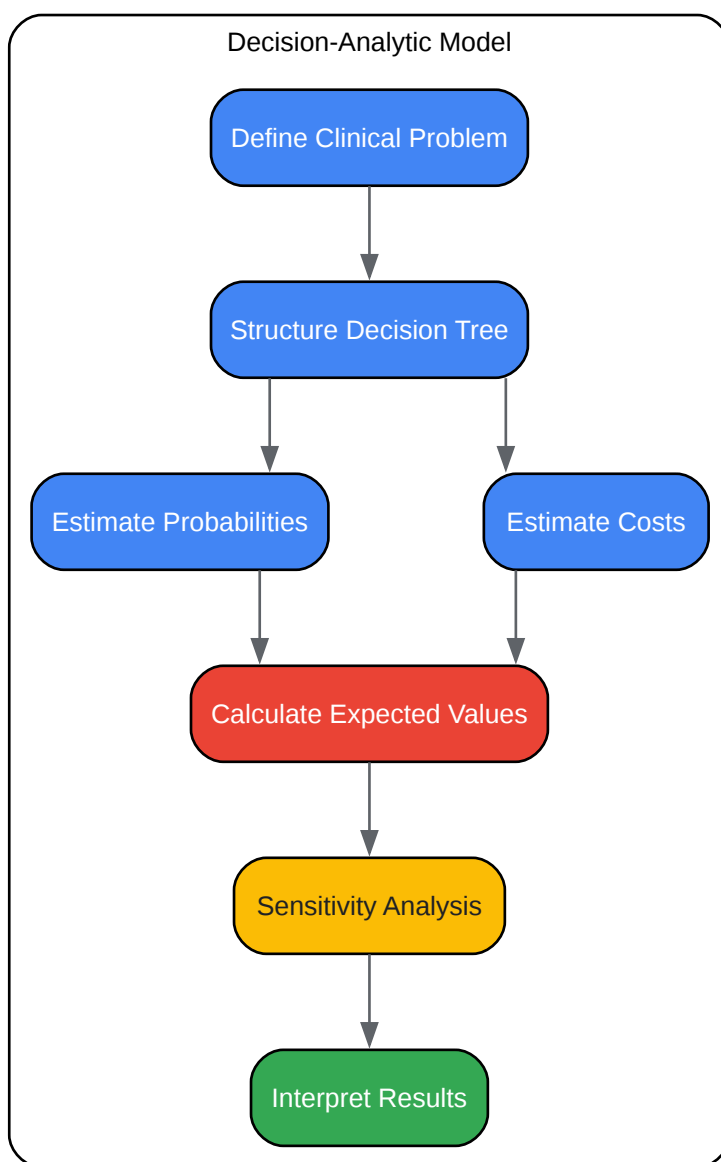 Decision-Analytic Model
Define Clinical Problem
Structure Decision Tree
Estimate Probabilities
Estimate Costs
Calculate Expected Values
Sensitivity Analysis
Interpret Results